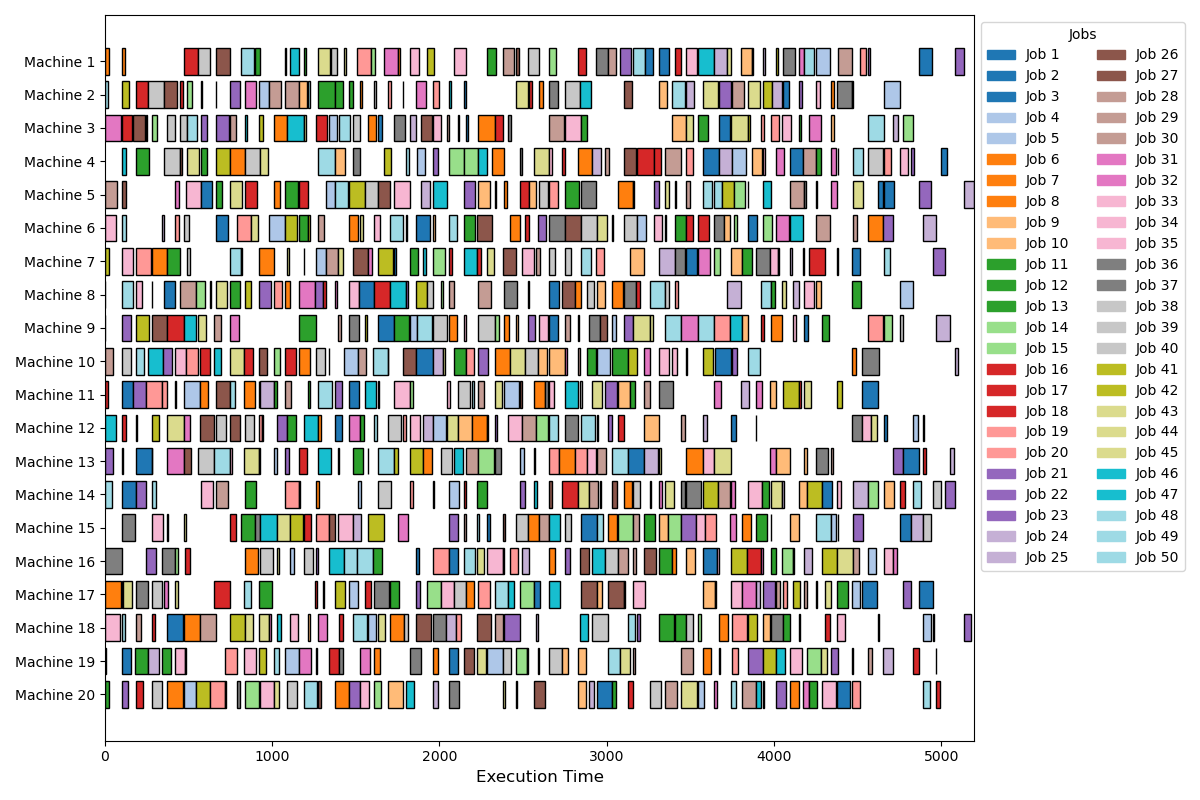 Machine 1
Machine 2
Machine 3
Machine 4
Machine 5
Machine 6
Machine 7
Machine 8
Machine 9
Machine 10
Machine 11
Machine 12
Machine 13
Machine 14
Machine 15
Machine 16
Machine 17
Machine 18
Machine 19
Machine 20
0 1000 2000 3000 4000 5000
Execution Time
Jobs
Job 1 Job 26
Job 2 Job 27
Job 3 Job 28
Job 4 Job 29
Job 5 Job 30
Job 6 Job 31
Job 7 Job 32
Job 8 Job 33
Job 9 Job 34
Job 10 Job 35
Job 11 Job 36
Job 12 Job 37
Job 13 Job 38
Job 14 Job 39
Job 15 Job 40
Job 16 Job 41
Job 17 Job 42
Job 18 Job 43
Job 19 Job 44
Job 20 Job 45
Job 21 Job 46
Job 22 Job 47
Job 23 Job 48
Job 24 Job 49
Job 25 Job 50